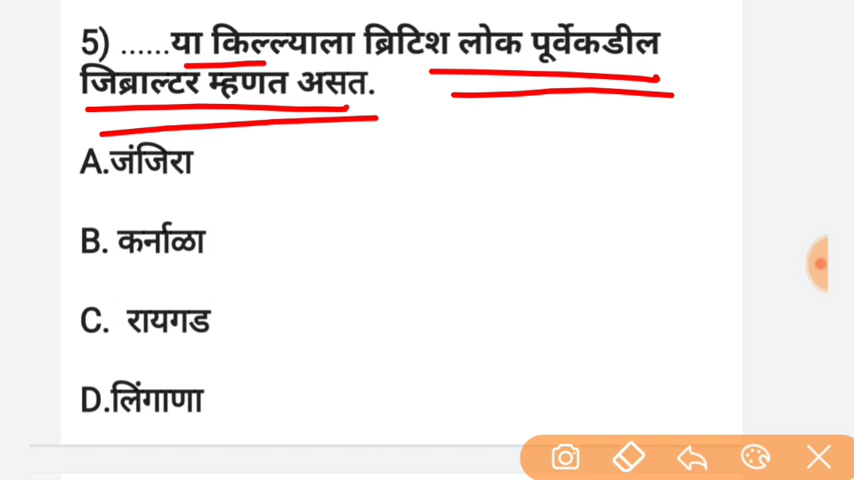 5) ......या किल्ल्याला ब्रिटिश लोक पूर्वेकडील
जिब्राल्टर म्हणत असत.
A.जंजिरा
B. कर्नाळा
C. रायगड
D.लिंगाणा